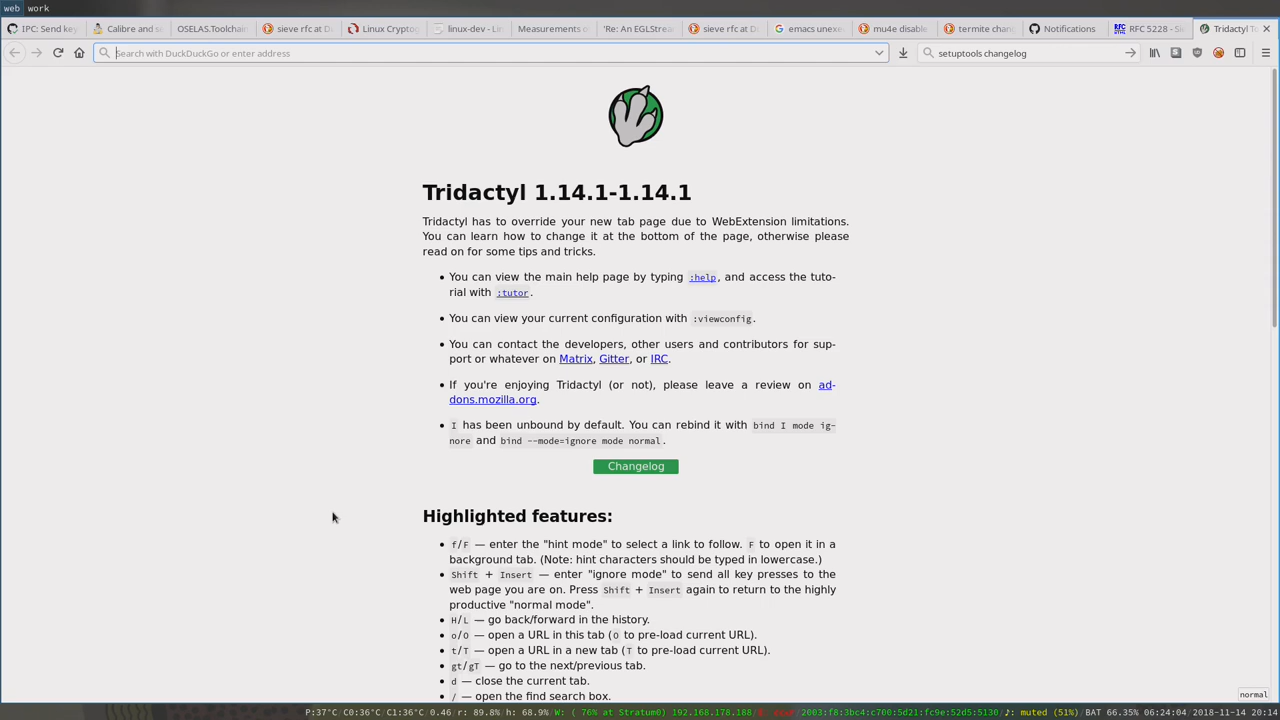 web work
IPC: Send key
Calibre and si
OSELAS.Toolchain
sieve rfc at D
Linux Crypto
linux-dev - Lin
Measurements o
'Re: An EGLStrea
sieve rfc at D
emacs unexe
mu4e disable
termite chan
Notifications
RFC 5228 - Si
Tridactyl T
Search with DuckDuckGo or enter address
setuptools changelog
Tridactyl 1.14.1-1.14.1
Tridactyl has to override your new tab page due to WebExtension limitations.
You can learn how to change it at the bottom of the page, otherwise please
read on for some tips and tricks.
• You can view the main help page by typing :help, and access the tuto-
rial with :tutor.
• You can view your current configuration with :viewconfig.
• You can contact the developers, other users and contributors for sup-
port or whatever on Matrix, Gitter, or IRC.
• If you're enjoying Tridactyl (or not), please leave a review on ad-
dons.mozilla.org.
• I has been unbound by default. You can rebind it with bind I mode ig-
nore and bind --mode=ignore mode normal.
Changelog
Highlighted features:
• f/F — enter the "hint mode" to select a link to follow. F to open it in a
background tab. (Note: hint characters should be typed in lowercase.)
• Shift + Insert — enter "ignore mode" to send all key presses to the
web page you are on. Press Shift + Insert again to return to the highly
productive "normal mode".
• H/L — go back/forward in the history.
• o/O — open a URL in this tab (O to pre-load current URL).
• t/T — open a URL in a new tab (T to pre-load current URL).
• gt/gT — go to the next/previous tab.
• d — close the current tab.
• / — open the find search box.
normal
P:37°C C0:36°C C1:36°C 0.46 r: 89.8% h: 68.9% W: ( 76% at Stratum0) 192.168.178.188/ 2003:f8:3bc4:c700:5d21:fc9e:52d5:5130/♪: muted (51%)/BAT 66.35% 06:24:04 2018-11-14 20:14